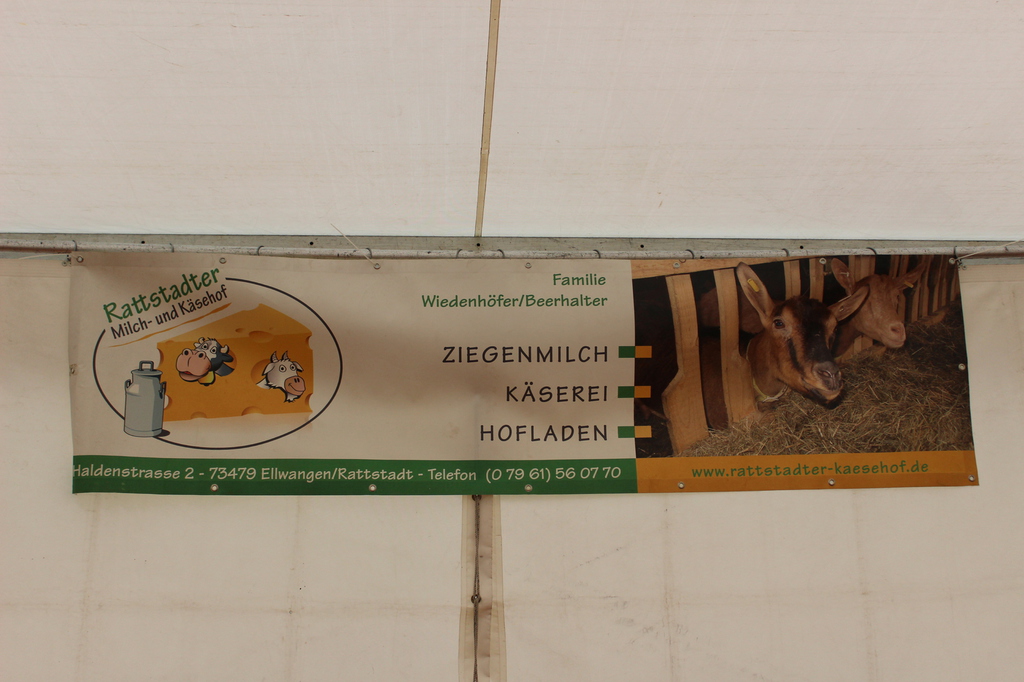 Rattstadter
Milch- und Käsehof
Familie
Wiedenhöfer/Beerhalter
ZIEGENMILCH
KÄSEREI
HOFLADEN
Haldenstrasse 2 - 73479 Ellwangen/Rattstadt - Telefon (0 79 61) 56 07 70
www.rattstadter-kaesehof.de